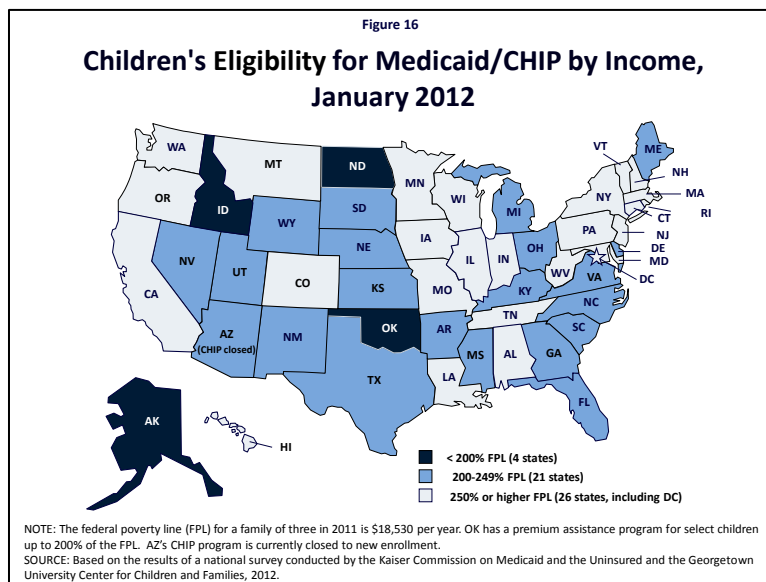 Figure 16
Children's Eligibility for Medicaid/CHIP by Income,
January 2012
WA
MT
ND
MN
VT
ME
NH
OR
ID
SD
WI
MI
NY
MA
RI
CT
WY
IA
PA
NJ
NE
OH
DE
NV
IL
IN
MD
UT
WV
VA
DC
CA
CO
KS
MO
KY
NC
TN
AZ
(CHIP closed)
NM
OK
AR
SC
MS
AL
GA
TX
LA
FL
AK
HI
< 200% FPL (4 states)
200-249% FPL (21 states)
250% or higher FPL (26 states, including DC)
NOTE: The federal poverty line (FPL) for a family of three in 2011 is $18,530 per year. OK has a premium assistance program for select children
up to 200% of the FPL. AZ's CHIP program is currently closed to new enrollment.
SOURCE: Based on the results of a national survey conducted by the Kaiser Commission on Medicaid and the Uninsured and the Georgetown
University Center for Children and Families, 2012.